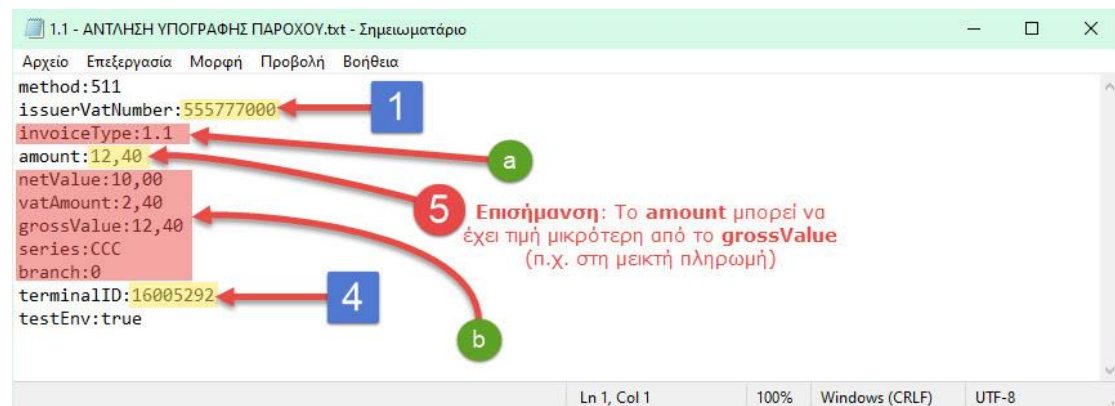 1.1 - ΑΝΤΛΗΣΗ ΥΠΟΓΡΑΦΗΣ ΠΑΡΟΧΟΥ.txt - Σημειωματάριο
Αρχείο Επεξεργασία Μορφή Προβολή Βοήθεια
method:511
issuerVatNumber:555777000
1
invoiceType:1.1
amount:12,40
a
netValue:10,00
vatAmount:2,40
5
Επισήμανση: Το amount μπορεί να
grossValue:12,40
έχει τιμή μικρότερη από το grossValue
series:CCC
(π.χ. στη μεικτή πληρωμή)
branch:0
terminalID:16005292
4
testEnv:true
b
Ln 1, Col 1 100% Windows (CRLF) UTF-8